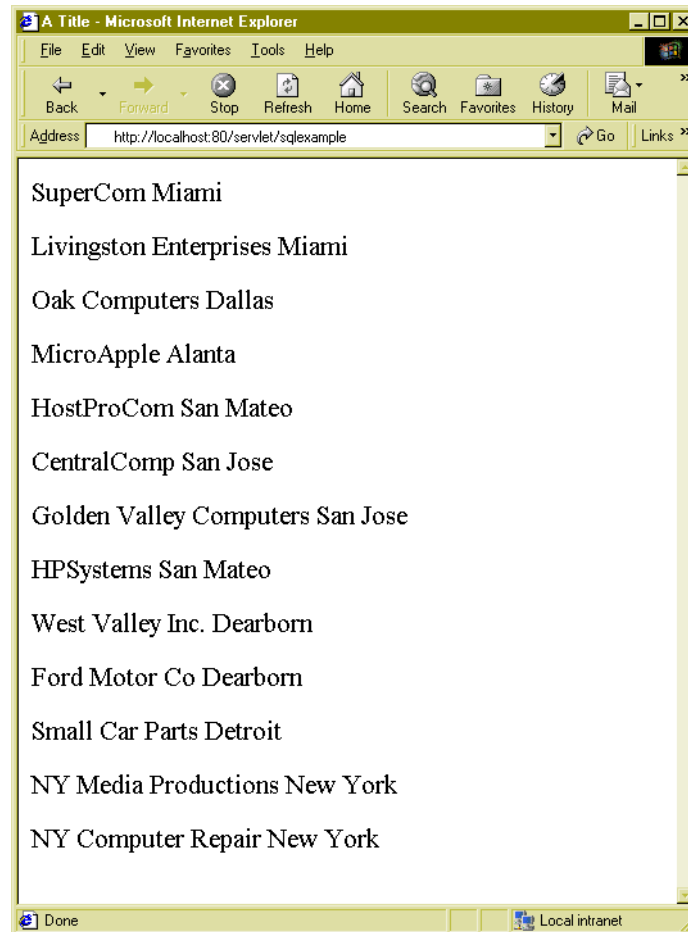 A Title - Microsoft Internet Explorer
File Edit View Favorites Tools Help
Back Forward Stop Refresh Home Search Favorites History Mail »
Address http://localhost:80/servlet/sqlexample Go Links »
SuperCom Miami
Livingston Enterprises Miami
Oak Computers Dallas
MicroApple Alanta
HostProCom San Mateo
CentralComp San Jose
Golden Valley Computers San Jose
HPSystems San Mateo
West Valley Inc. Dearborn
Ford Motor Co Dearborn
Small Car Parts Detroit
NY Media Productions New York
NY Computer Repair New York
Done Local intranet